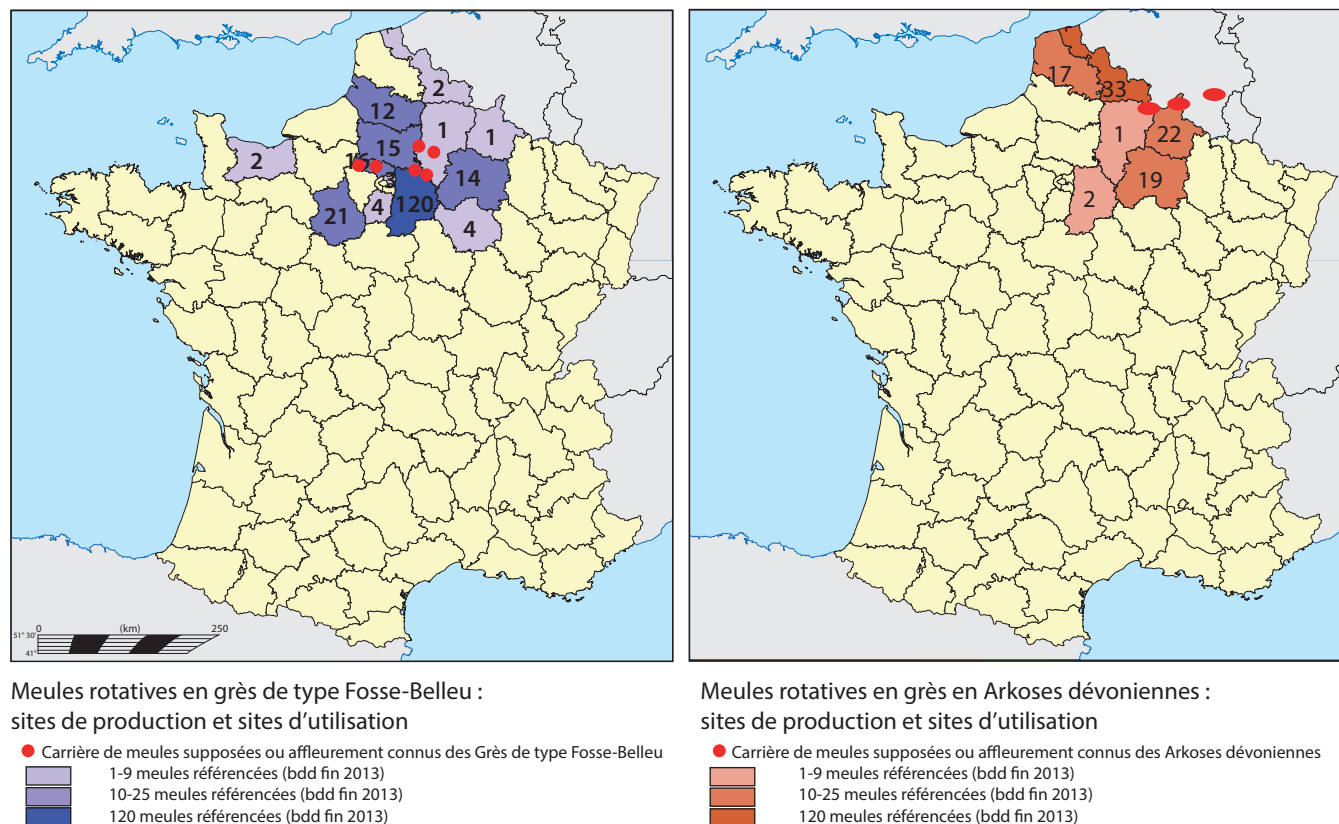 2
12
1
1
15
2
16
3
14
21
4
120
4
0 (km) 250
51° 30'
41°
17
33
1
22
19
2
Meules rotatives en grès de type Fosse-Belleu :
sites de production et sites d'utilisation
Carrière de meules supposées ou affleurement connus des Grès de type Fosse-Belleu
1-9 meules référencées (bdd fin 2013)
10-25 meules référencées (bdd fin 2013)
120 meules référencées (bdd fin 2013)
Meules rotatives en grès en Arkoses dévoniennes :
sites de production et sites d'utilisation
Carrière de meules supposées ou affleurement connus des Arkoses dévoniennes
1-9 meules référencées (bdd fin 2013)
10-25 meules référencées (bdd fin 2013)
120 meules référencées (bdd fin 2013)